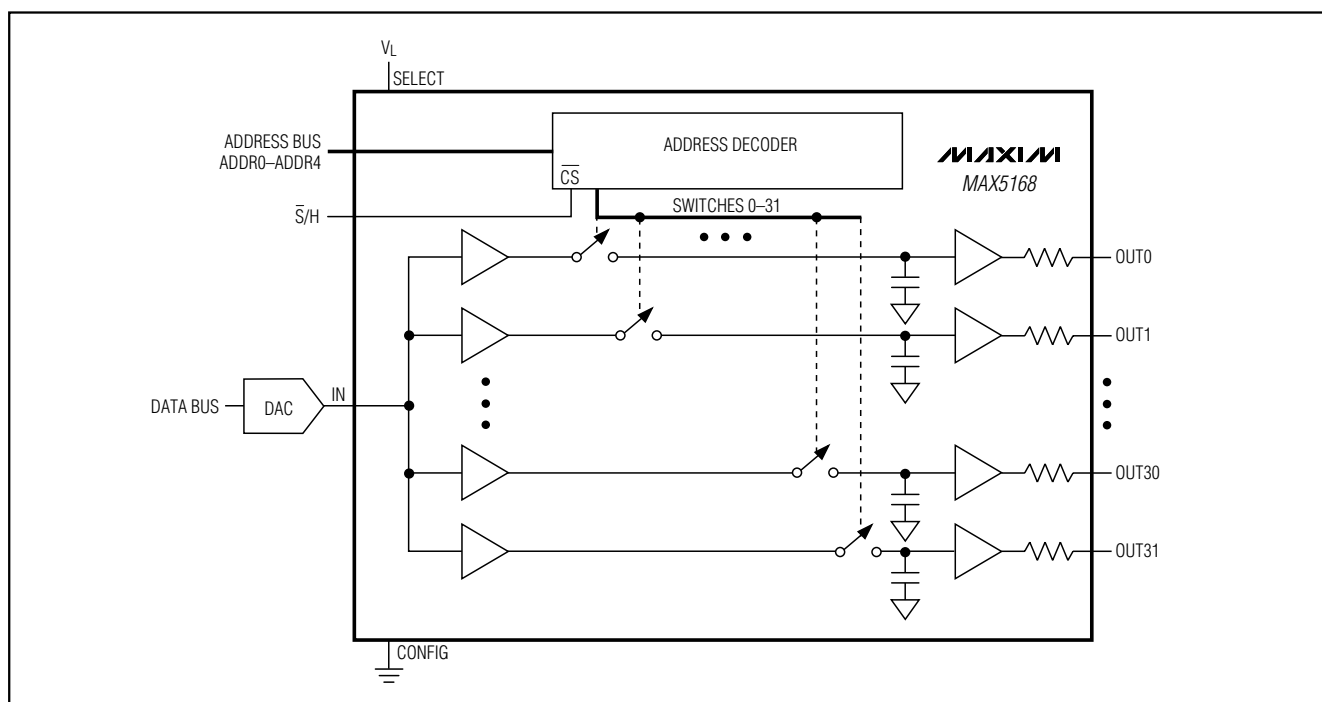 VL
SELECT
ADDRESS BUS
ADDR0–ADDR4
ADDRESS DECODER
CS
MAXIM
MAX5168
S/H
SWITCHES 0–31
OUT0
OUT1
DATA BUS
DAC
IN
OUT30
OUT31
CONFIG